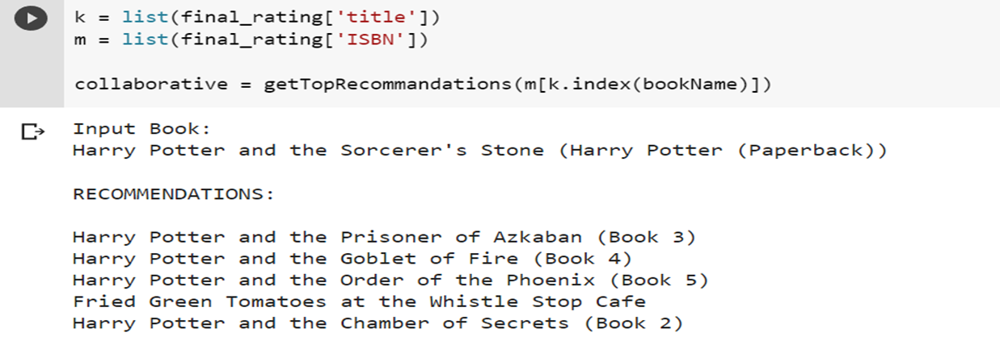 k = list(final_rating['title'])
m = list(final_rating['ISBN'])
collaborative = getTopRecommandations(m[k.index(bookName)])
Input Book:
Harry Potter and the Sorcerer's Stone (Harry Potter (Paperback))
RECOMMENDATIONS:
Harry Potter and the Prisoner of Azkaban (Book 3)
Harry Potter and the Goblet of Fire (Book 4)
Harry Potter and the Order of the Phoenix (Book 5)
Fried Green Tomatoes at the Whistle Stop Cafe
Harry Potter and the Chamber of Secrets (Book 2)